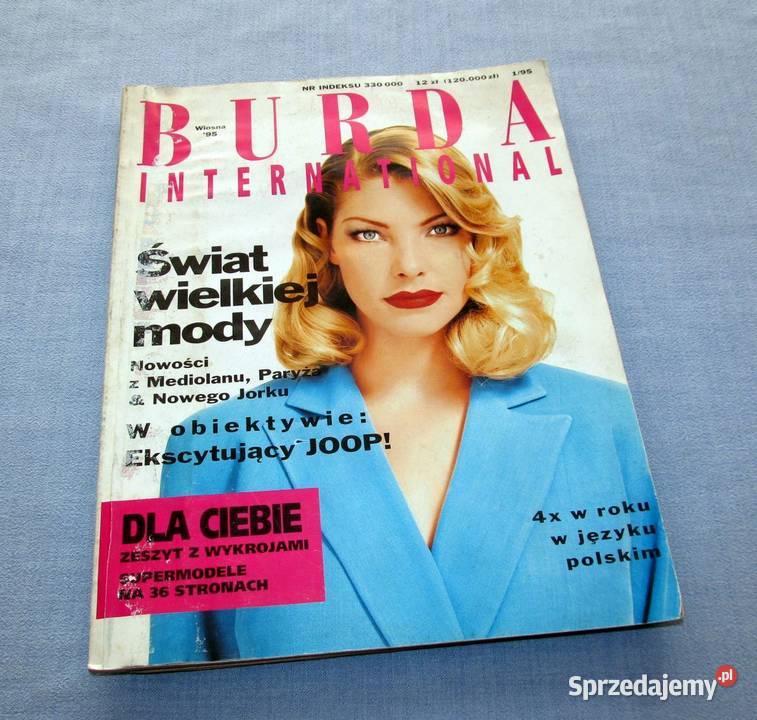 NR INDEKSU 330 000 12 zł (120.000 zł) 1/95
BURDA
Wiosna
'95
INTERNATIONAL
Świat
wielkiej
mody
Nowości
z Mediolanu, Paryża
& Nowego Jorku
W obiektywie:
Ekscytujący JOOP!
DLA CIEBIE
ZESZYT Z WYKROJAMI
SUPERMODELE
NA 36 STRONACH
4x w roku
w języku
polskim
Sprzedajemy.pl